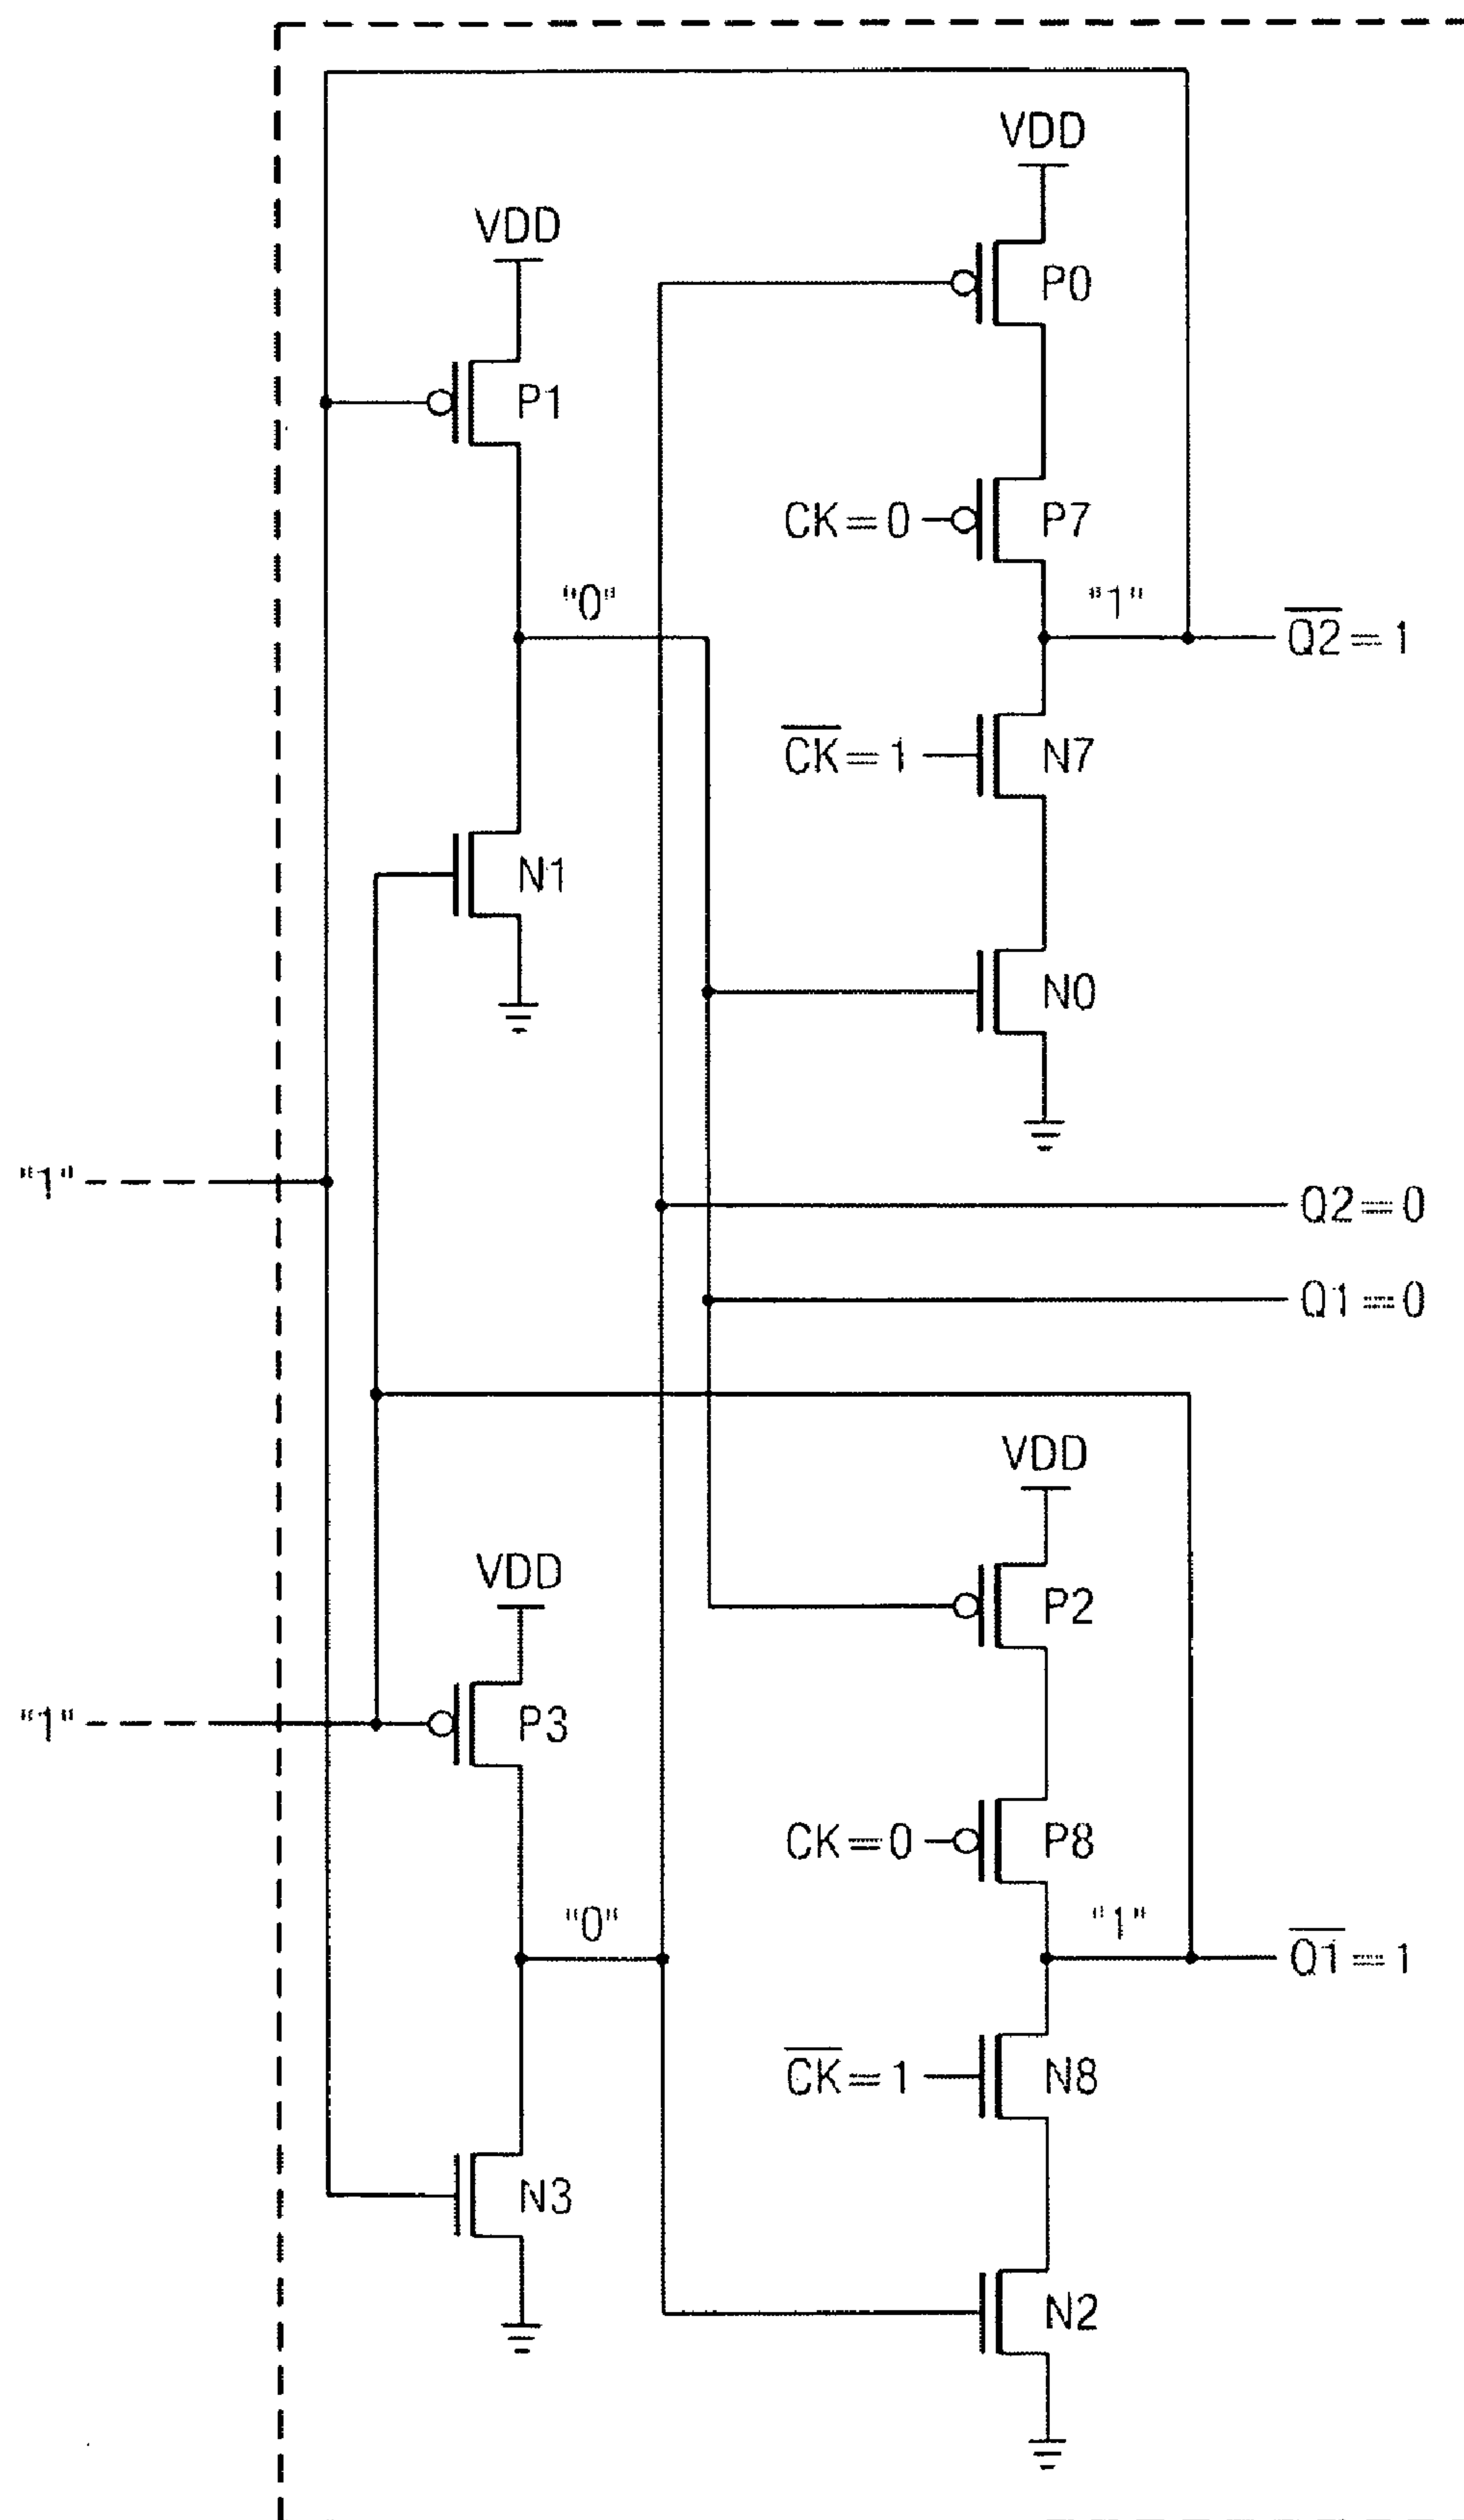 VDD
P0
VDD
P1
CK=0
P7
"0"
"1"
Q2=1
CK=1
N7
N1
N0
"1"
Q2=0
Q1=0
VDD
VDD
P2
"1"
P3
CK=0
P8
"0"
"1"
Q1=1
CK=1
N8
N3
N2